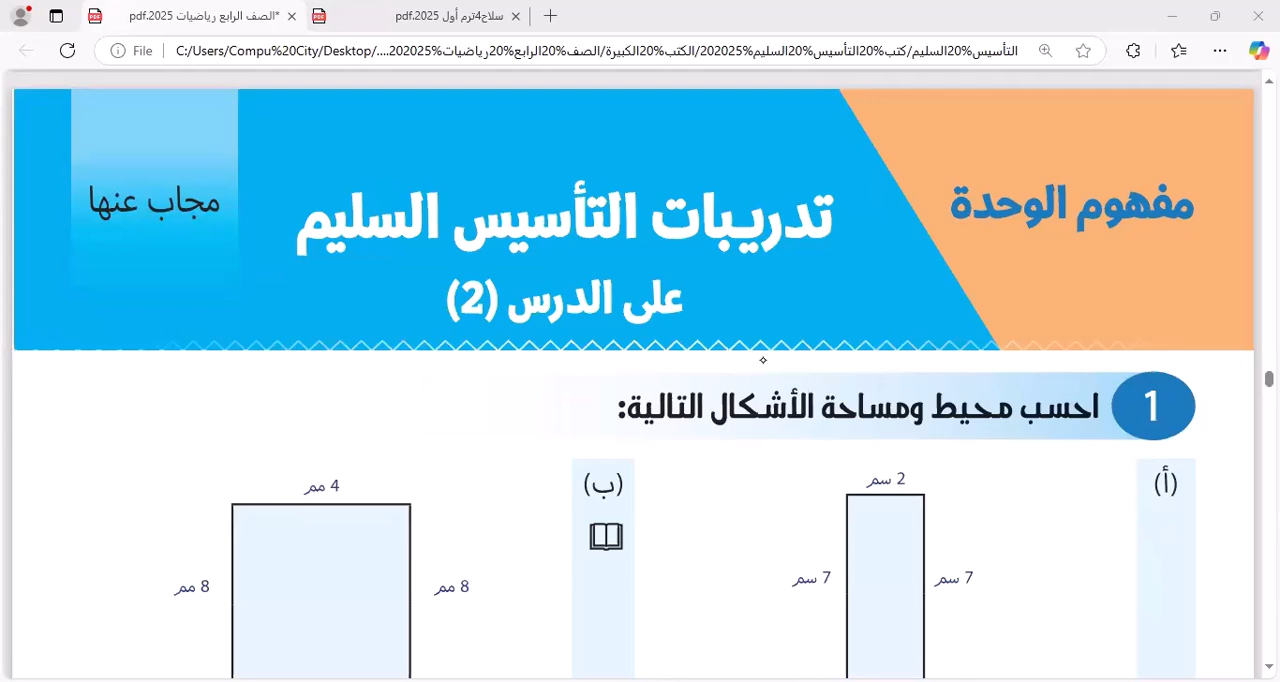 *الصف الرابع رياضيات 2025.pdf
سلاح4ترم أول 2025.pdf
File
C:/Users/Compu%20City/Desktop/....التأسيس%20السليم/كتب%20التأسيس%20السليم%202025/الكتب%20الكبيرة/الصف%20الرابع%20رياضيات%202025
مفهوم الوحدة
تدريبات التأسيس السليم
على الدرس (2)
مجاب عنها
1 احسب محيط ومساحة الأشكال التالية:
(أ)
2 سم
7 سم
7 سم
(ب)
4 مم
8 مم
8 مم